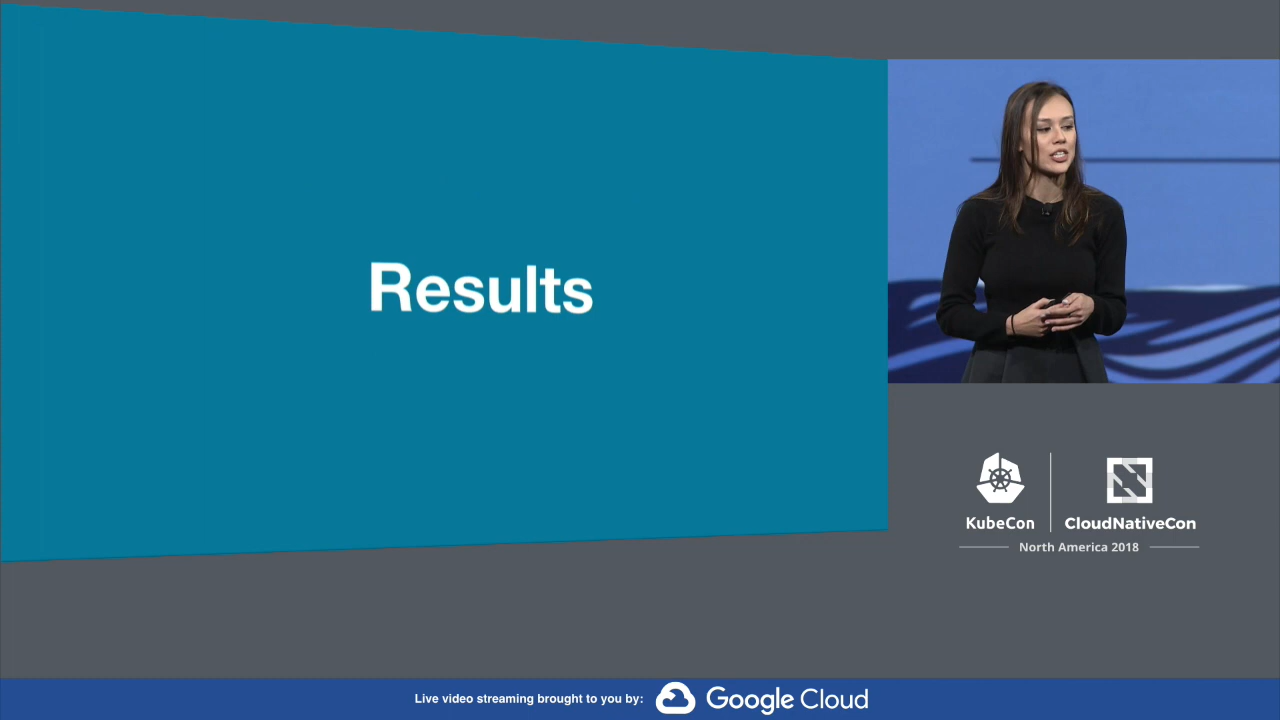 Results
KubeCon
CloudNativeCon
North America 2018
Live video streaming brought to you by:
Google Cloud